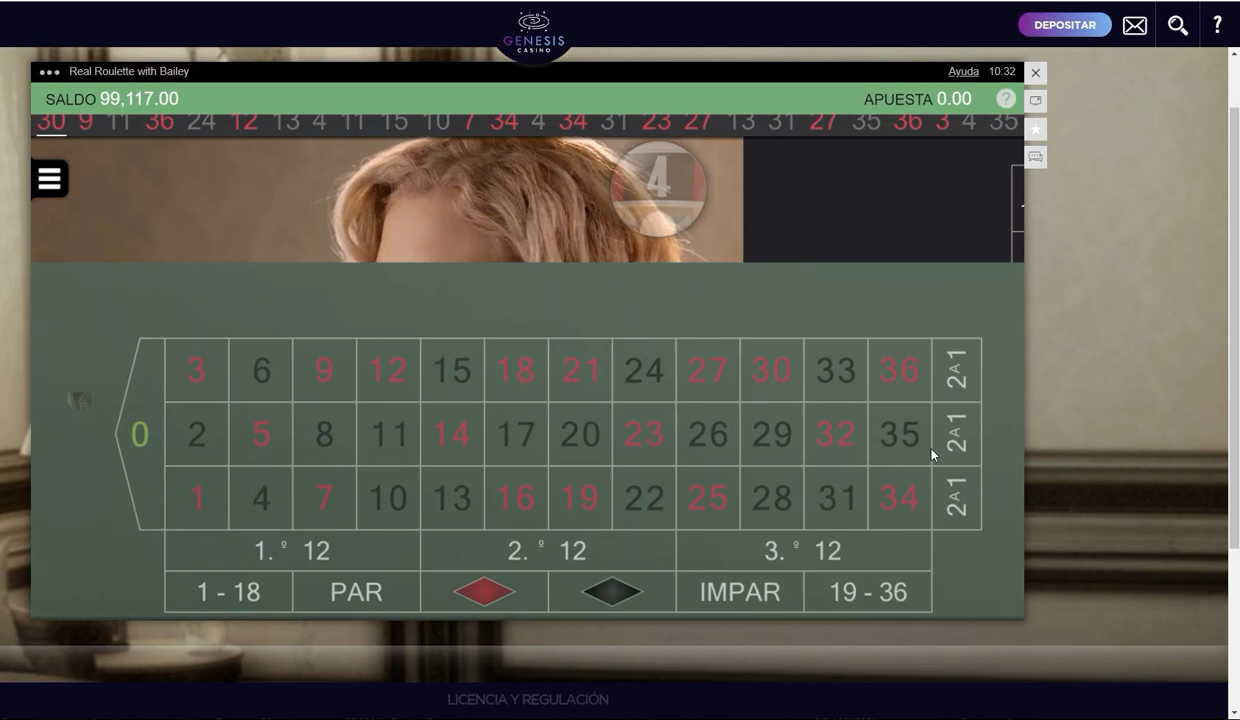 GENESIS
CASINO
DEPOSITAR
?
Real Roulette with Bailey
Ayuda 10:32
SALDO 99,117.00
APUESTA 0.00
?
30 9 11 36 24 12 13 4 11 15 10 7 34 4 34 31 23 27 13 31 27 35 36 3 4 35
4
3 6 9 12 15 18 21 24 27 30 33 36 2A1
0 2 5 8 11 14 17 20 23 26 29 32 35 2A1
1 4 7 10 13 16 19 22 25 28 31 34 2A1
1.º 12 2.º 12 3.º 12
1 - 18 PAR IMPAR 19 - 36
LICENCIA Y REGULACIÓN